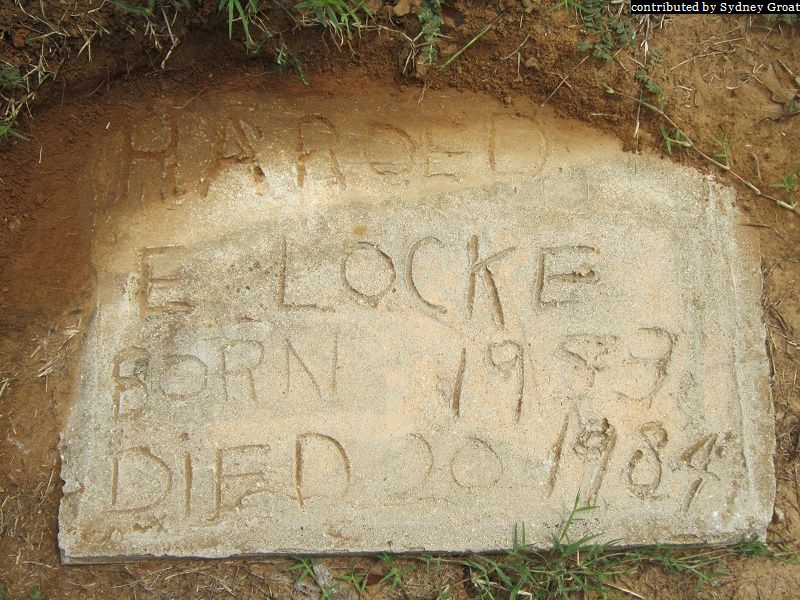 contributed by Sydney Groat
HAROLD
E LOCKE
BORN 1953
DIED 20 1984